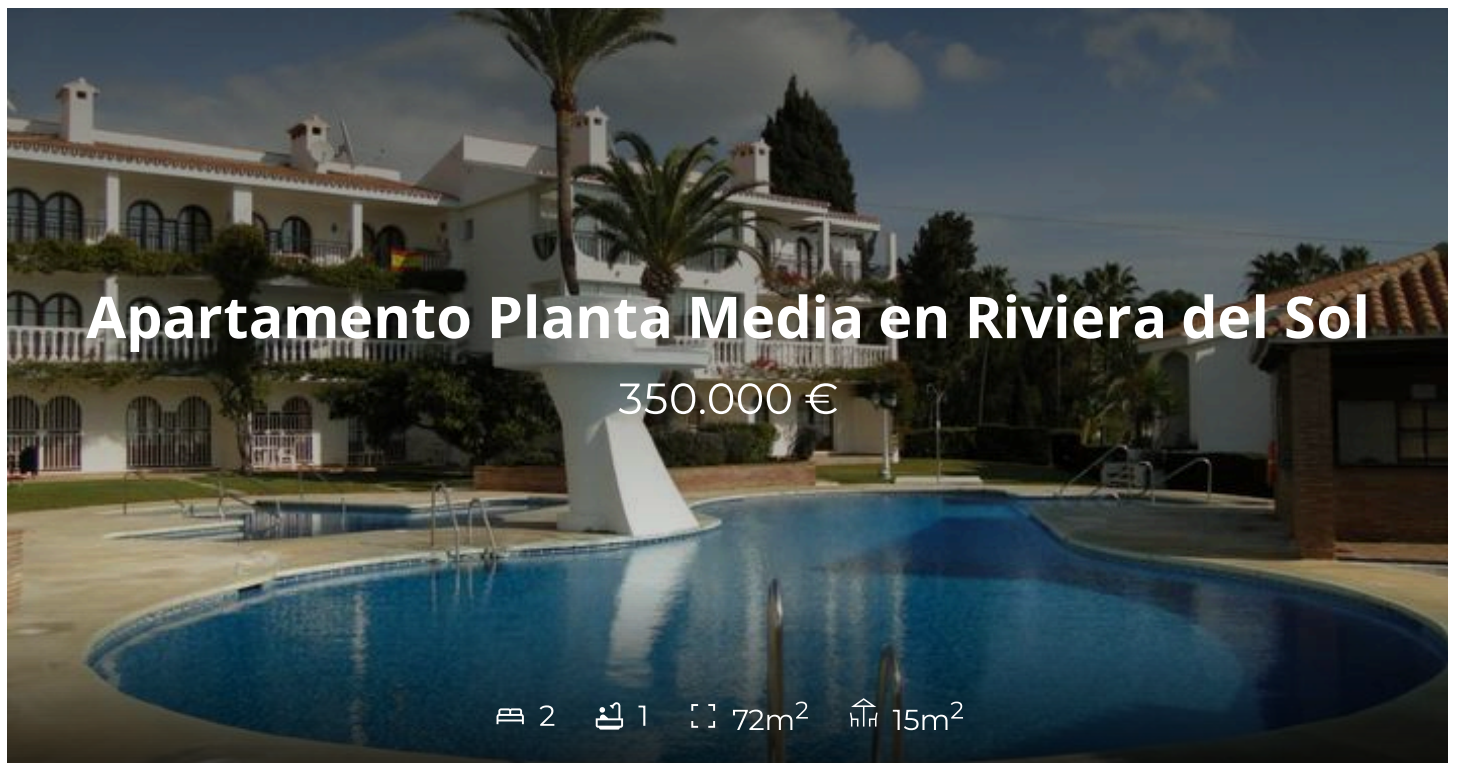 Apartamento Planta Media en Riviera del Sol
350.000 €
2 1 72m² 15m²